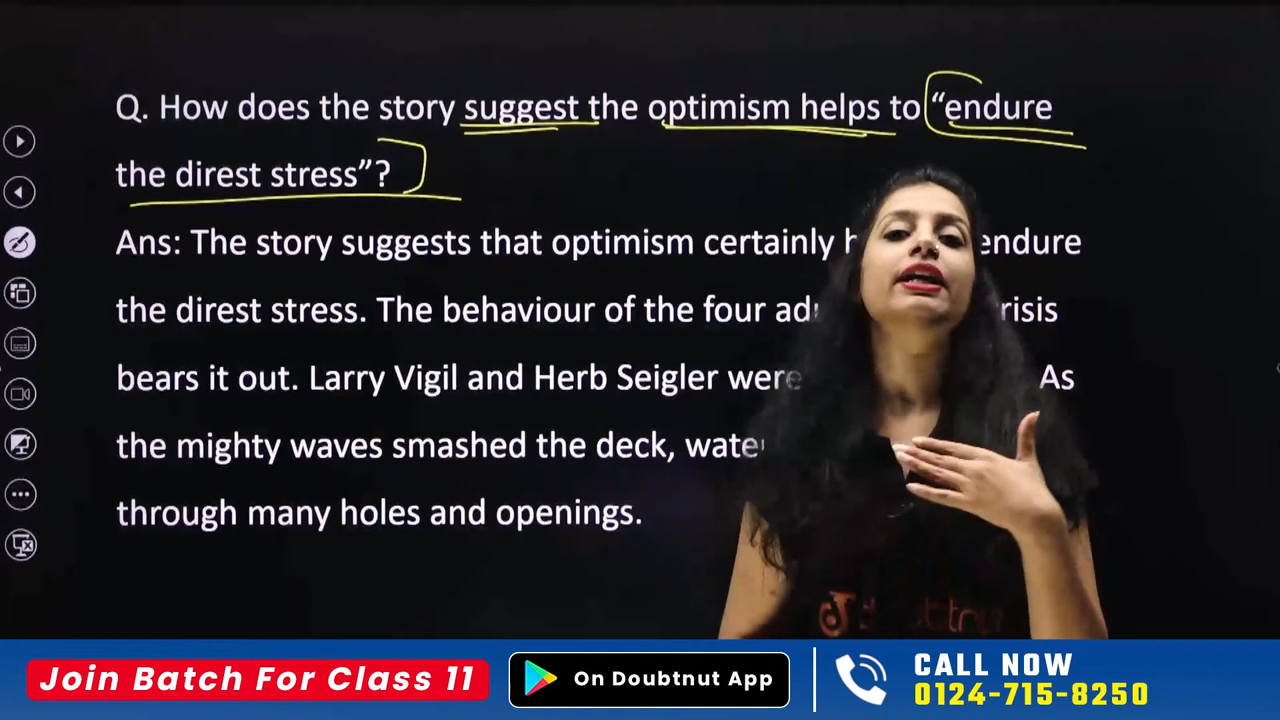 Q. How does the story suggest the optimism helps to “endure
the direst stress”?
Ans: The story suggests that optimism certainly endure
the direst stress. The behaviour of the four
bears it out. Larry Vigil and Herb Seigler were As
the mighty waves smashed the deck,
through many holes and openings.
Join Batch For Class 11
On Doubtnut App
CALL NOW
0124-715-8250